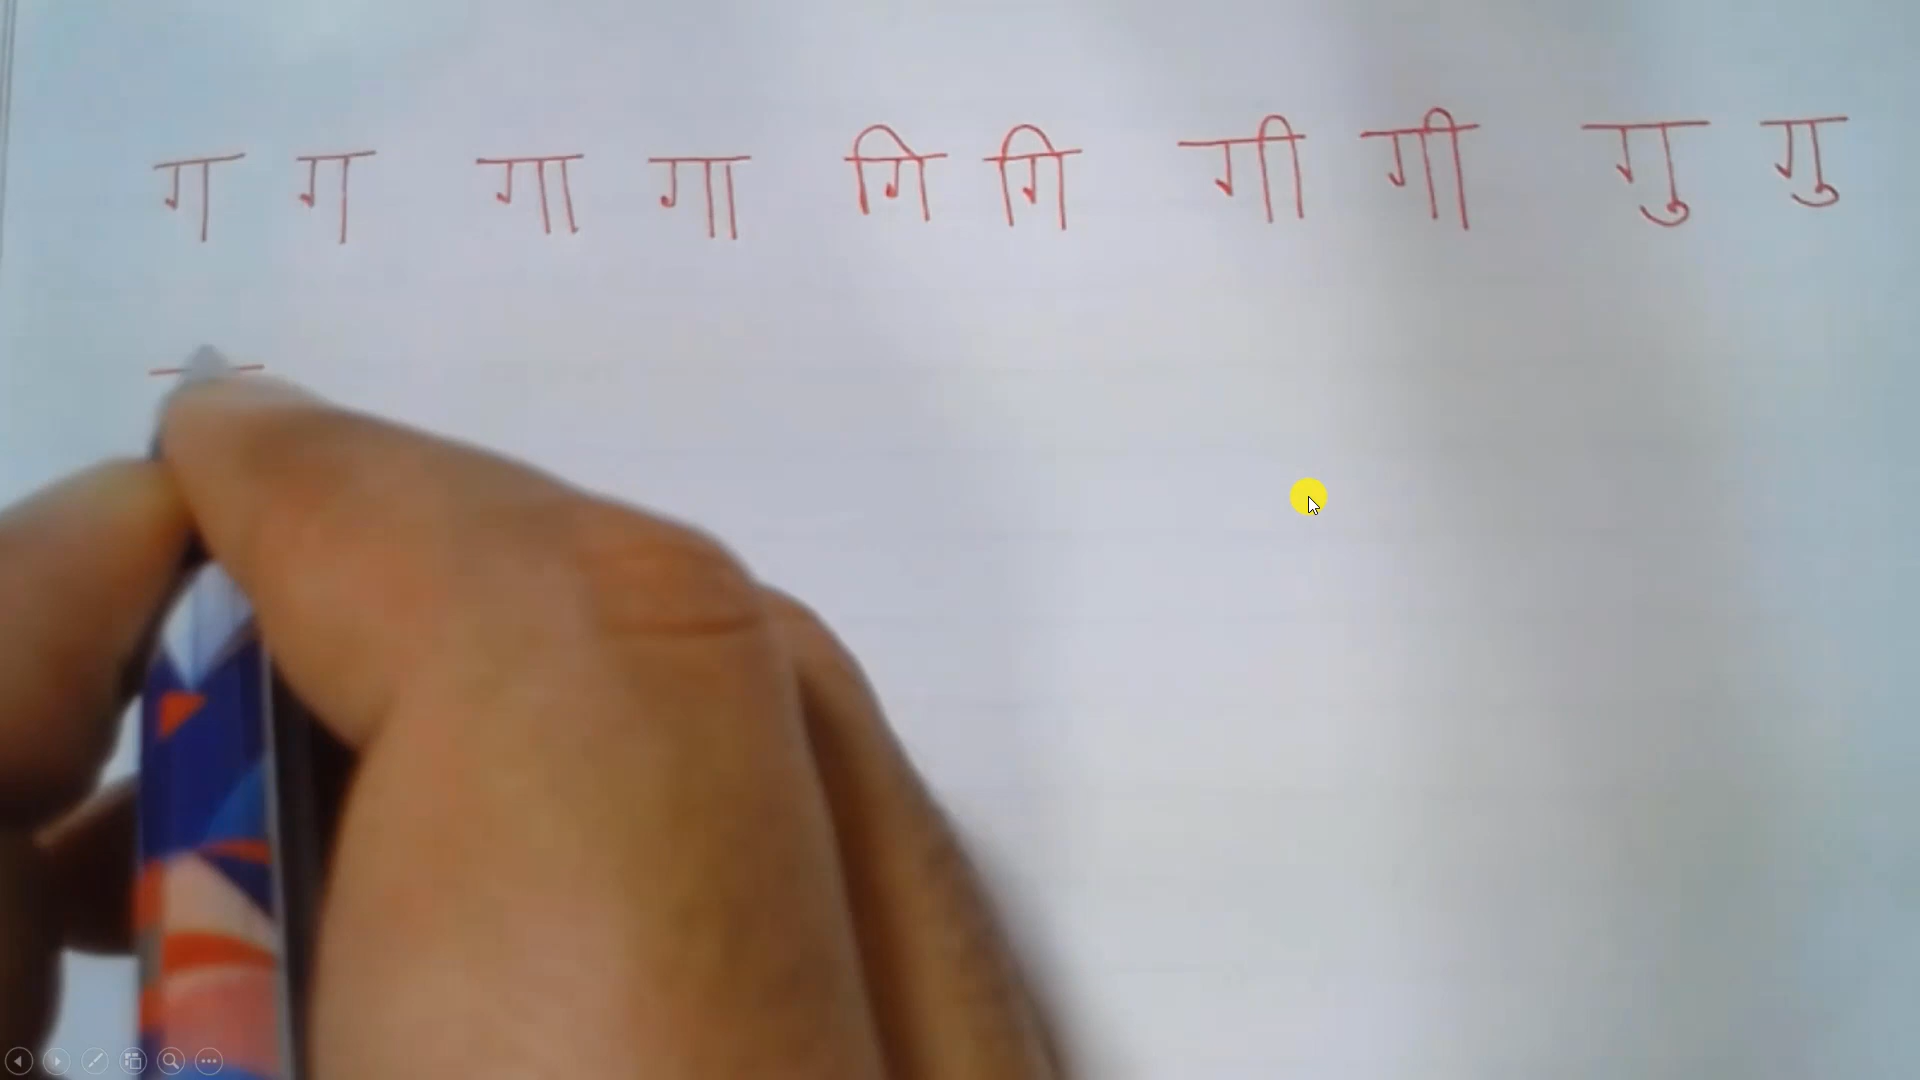 ग ग गा गा गि गि गी गी गु गु